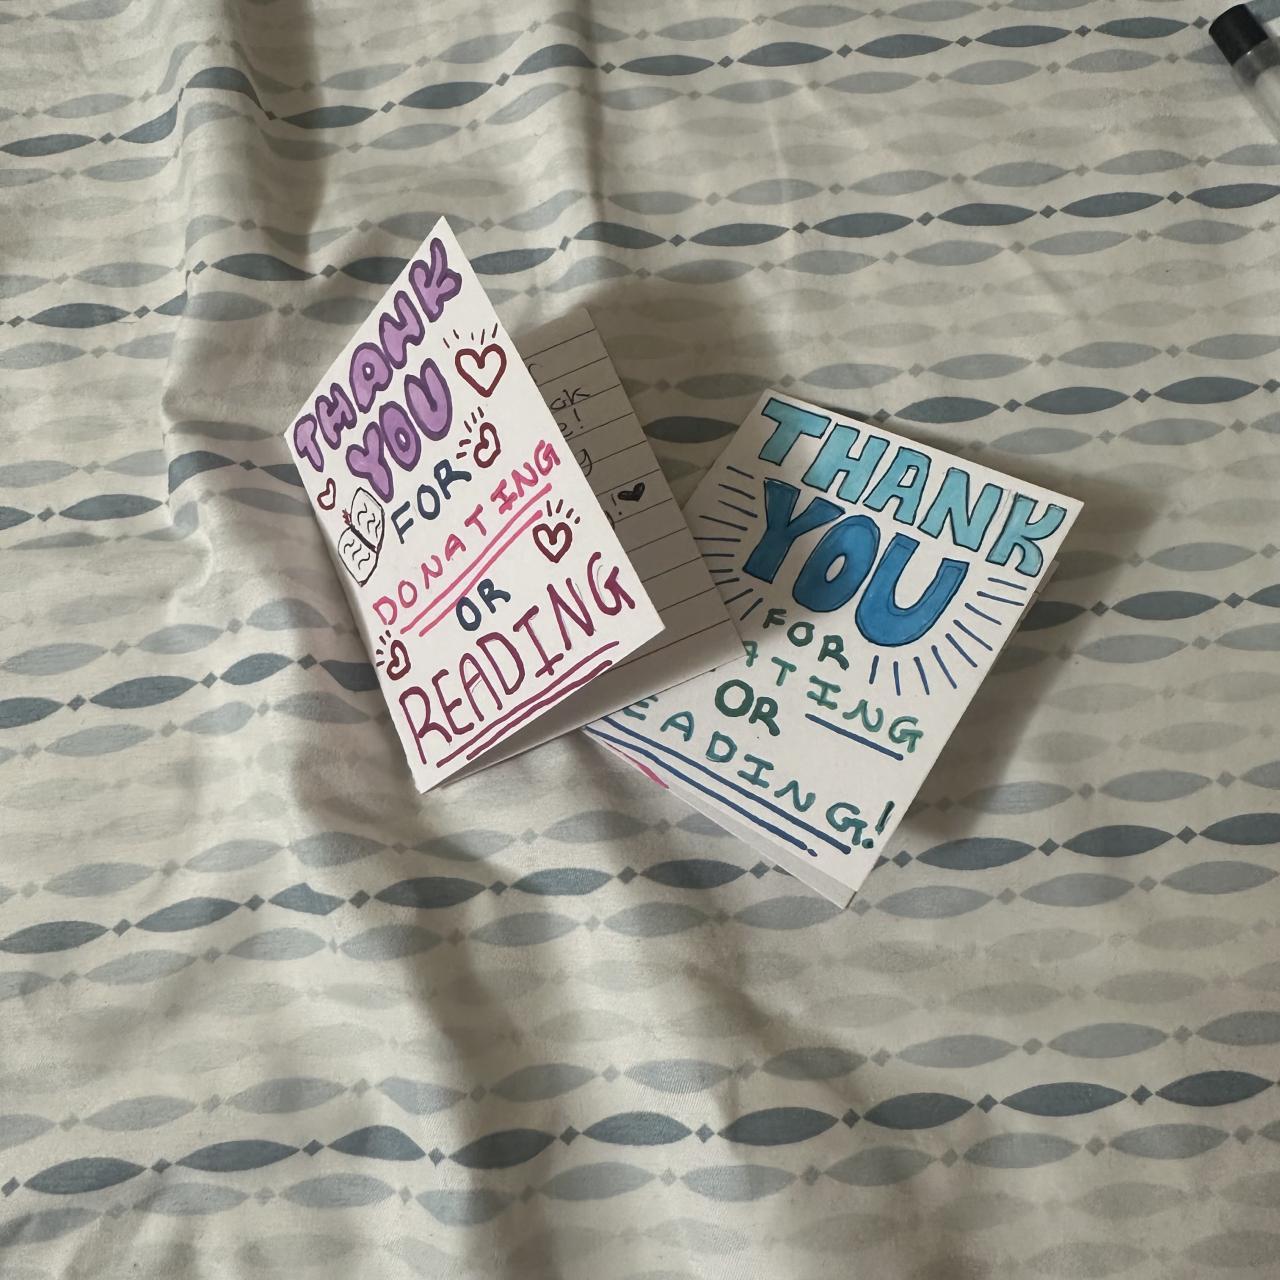 THANK
YOU
FOR
DONATING
OR
READING
THANK
YOU
FOR
ATING
OR
EADING!